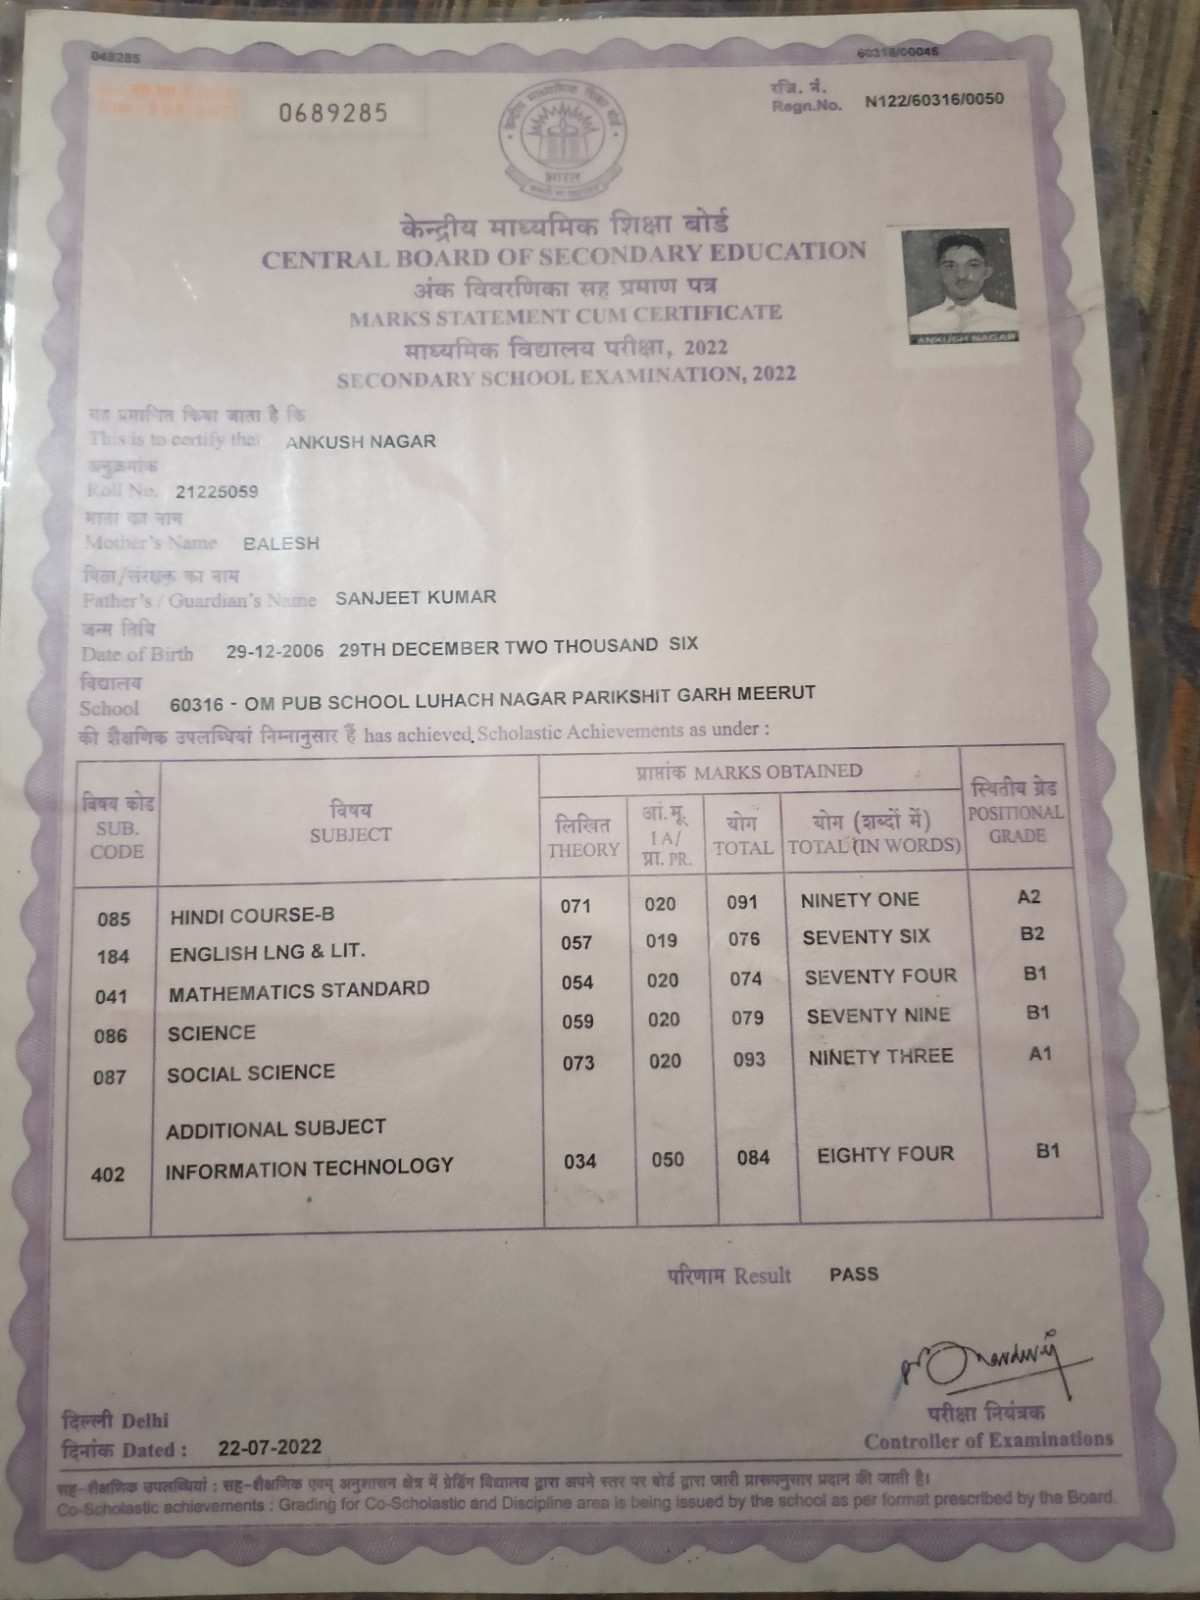 049285
60316/00046
0689285
रजि. नं.
Regn.No. N122/60316/0050
भारत
केन्द्रीय माध्यमिक शिक्षा बोर्ड
CENTRAL BOARD OF SECONDARY EDUCATION
अंक विवरणिका सह प्रमाण पत्र
MARKS STATEMENT CUM CERTIFICATE
माध्यमिक विद्यालय परीक्षा, 2022
SECONDARY SCHOOL EXAMINATION, 2022
ANKUSH NAGAR
यह प्रमाणित किया जाता है कि
This is to certify that ANKUSH NAGAR
अनुक्रमांक
Roll No. 21225059
माता का नाम
Mother's Name BALESH
पिता/संरक्षक का नाम
Father's / Guardian's Name SANJEET KUMAR
जन्म तिथि
Date of Birth 29-12-2006 29TH DECEMBER TWO THOUSAND SIX
विद्यालय
School 60316 - OM PUB SCHOOL LUHACH NAGAR PARIKSHIT GARH MEERUT
की शैक्षणिक उपलब्धियां निम्नानुसार हैं has achieved Scholastic Achievements as under :
विषय कोड SUB. CODE विषय SUBJECT प्राप्तांक MARKS OBTAINED स्थितीय ग्रेड POSITIONAL GRADE
लिखित THEORY आं.मू. IA/ प्रा. PR. योग TOTAL योग (शब्दों में) TOTAL (IN WORDS)
085 HINDI COURSE-B 071 020 091 NINETY ONE A2
184 ENGLISH LNG & LIT. 057 019 076 SEVENTY SIX B2
041 MATHEMATICS STANDARD 054 020 074 SEVENTY FOUR B1
086 SCIENCE 059 020 079 SEVENTY NINE B1
087 SOCIAL SCIENCE 073 020 093 NINETY THREE A1
ADDITIONAL SUBJECT
402 INFORMATION TECHNOLOGY 034 050 084 EIGHTY FOUR B1
परिणाम Result PASS
दिल्ली Delhi
दिनांक Dated : 22-07-2022
परीक्षा नियंत्रक
Controller of Examinations
सह-शैक्षणिक उपलब्धियां : सह-शैक्षणिक एवम् अनुशासन क्षेत्र में ग्रेडिंग विद्यालय द्वारा अपने स्तर पर बोर्ड द्वारा जारी प्रारूपनुसार प्रदान की जाती है।
Co-Scholastic achievements : Grading for Co-Scholastic and Discipline area is being issued by the school as per format prescribed by the Board.